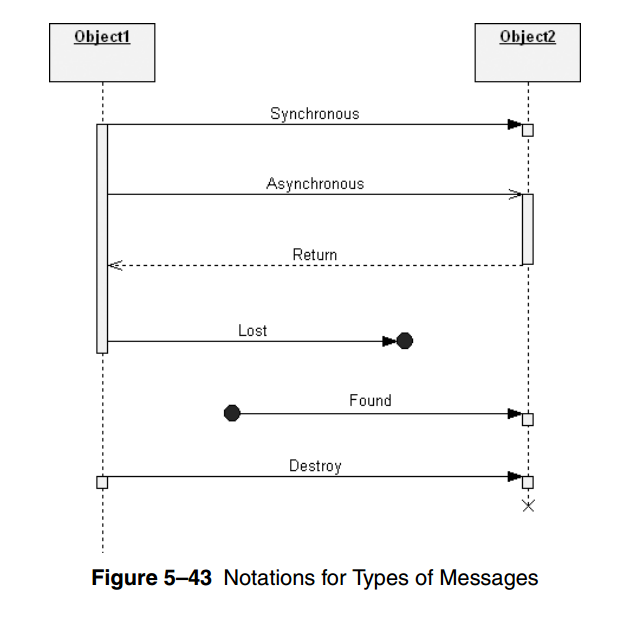 Object1
Object2
Synchronous
Asynchronous
Return
Lost
Found
Destroy
Figure 5–43 Notations for Types of Messages